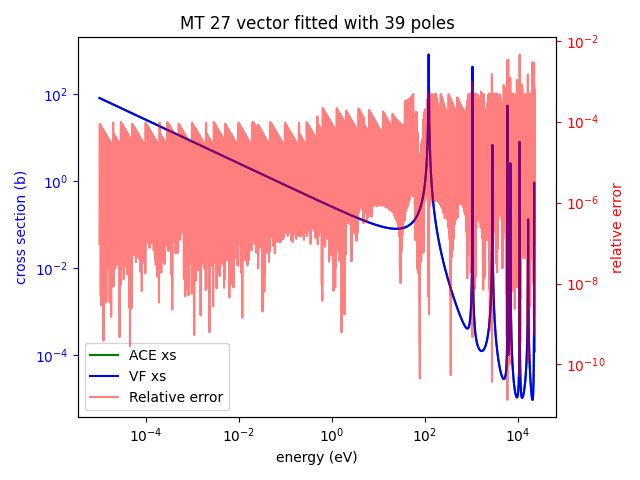 MT 27 vector fitted with 39 poles
cross section (b)
10^2
10^0
10^-2
10^-4
10^-2
10^-4
10^-6
10^-8
10^-10
relative error
ACE xs
VF xs
Relative error
10^-4 10^-2 10^0 10^2 10^4
energy (eV)